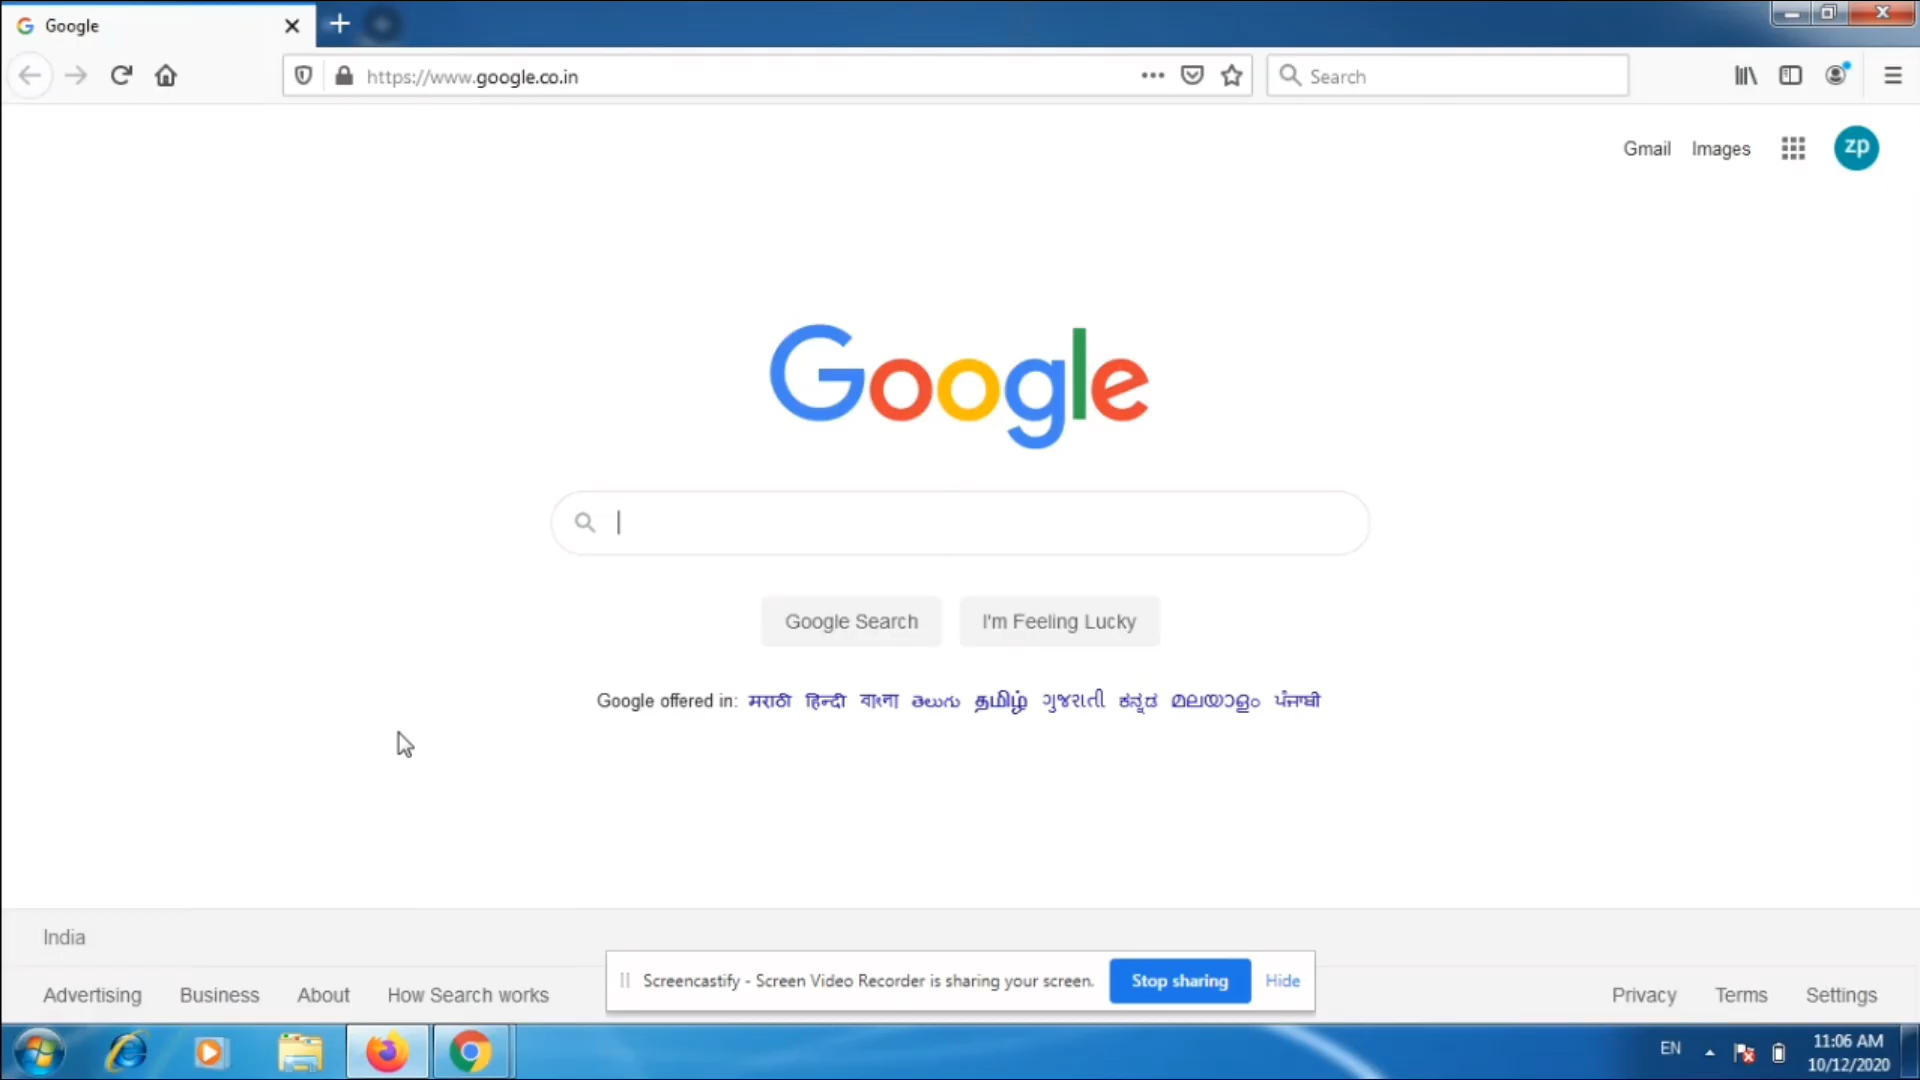 Google
https://www.google.co.in
Search
Gmail Images
zp
Google
Google Search I'm Feeling Lucky
Google offered in: मराठी हिन्दी বাংলা తెలుగు தமிழ் ગુજરાતી ಕನ್ನಡ മലയാളം ਪੰਜਾਬੀ
India
Screencastify - Screen Video Recorder is sharing your screen. Stop sharing Hide
Advertising Business About How Search works Privacy Terms Settings
EN 11:06 AM
10/12/2020